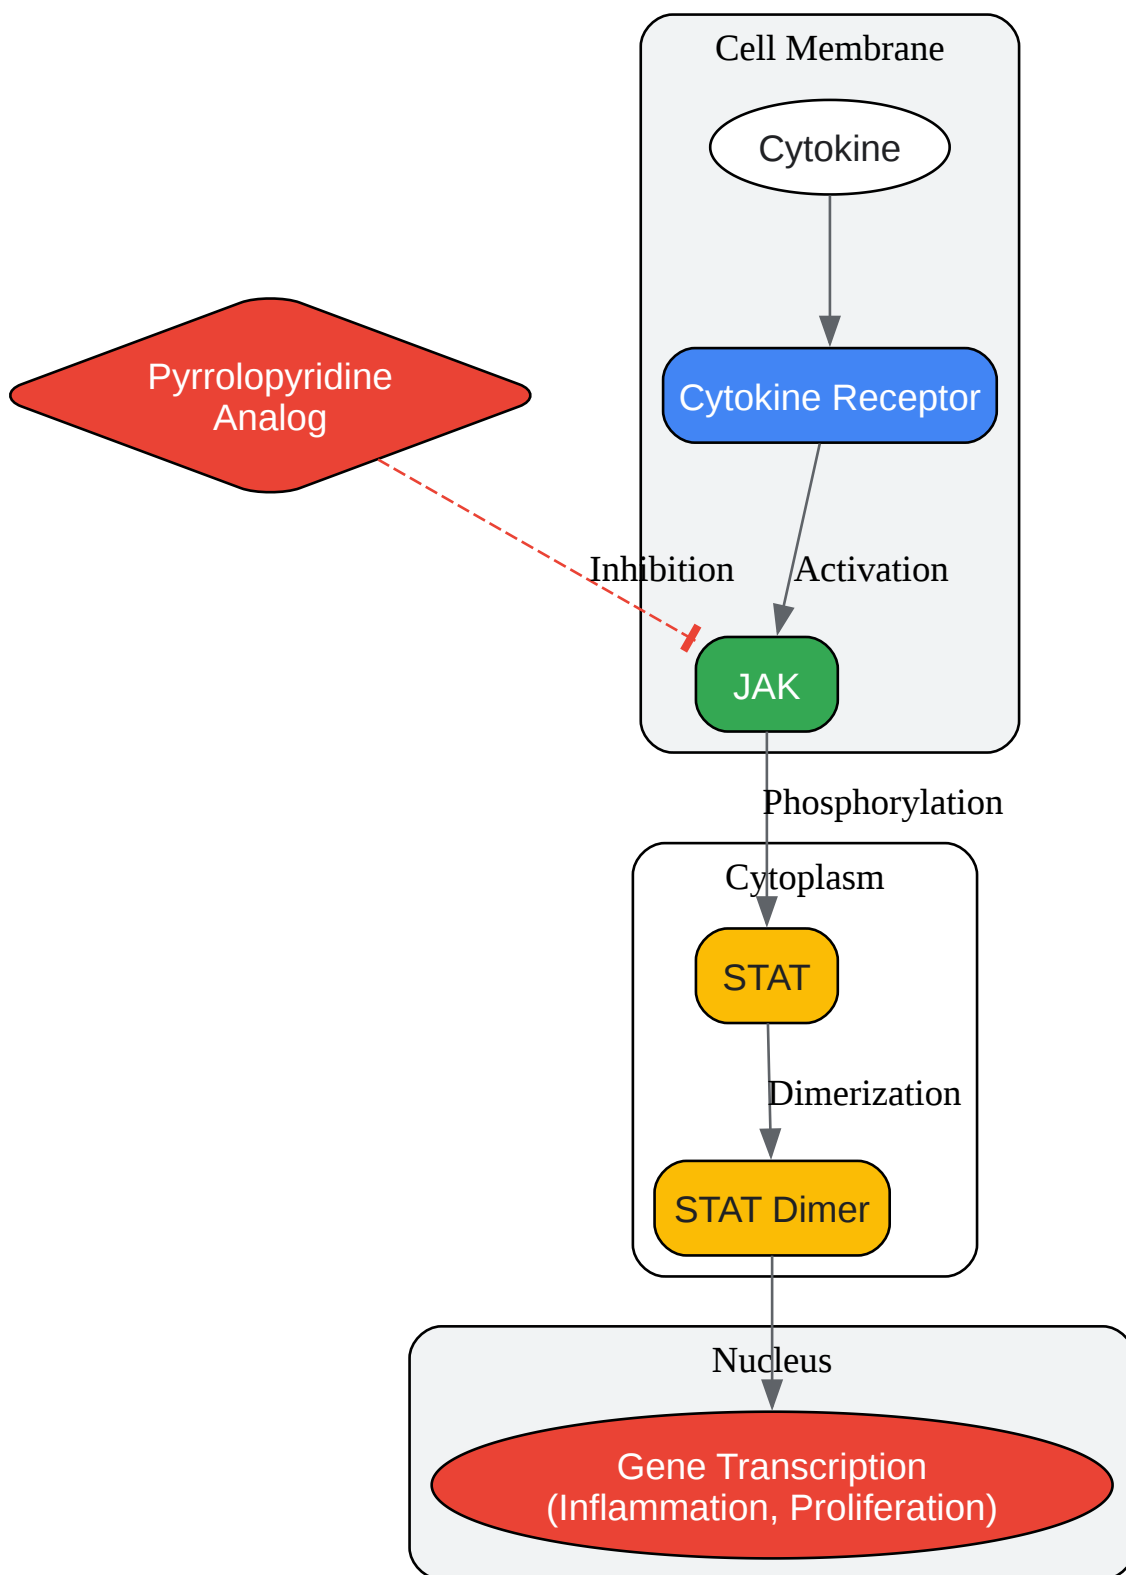 Cell Membrane
Cytokine
Pyrrolopyridine
Analog
Cytokine Receptor
Inhibition
Activation
JAK
Phosphorylation
Cytoplasm
STAT
Dimerization
STAT Dimer
Nucleus
Gene Transcription
(Inflammation, Proliferation)